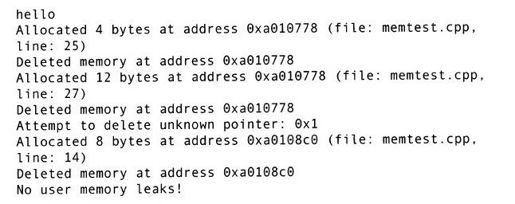 hello
Allocated 4 bytes at address 0xa010778 (file: memtest.cpp,
line: 25)
Deleted memory at address 0xa010778
Allocated 12 bytes at address 0xa010778 (file: memtest.cpp,
line: 27)
Deleted memory at address 0xa010778
Attempt to delete unknown pointer: 0x1
Allocated 8 bytes at address 0xa0108c0 (file: memtest.cpp,
line: 14)
Deleted memory at address 0xa0108c0
No user memory leaks!